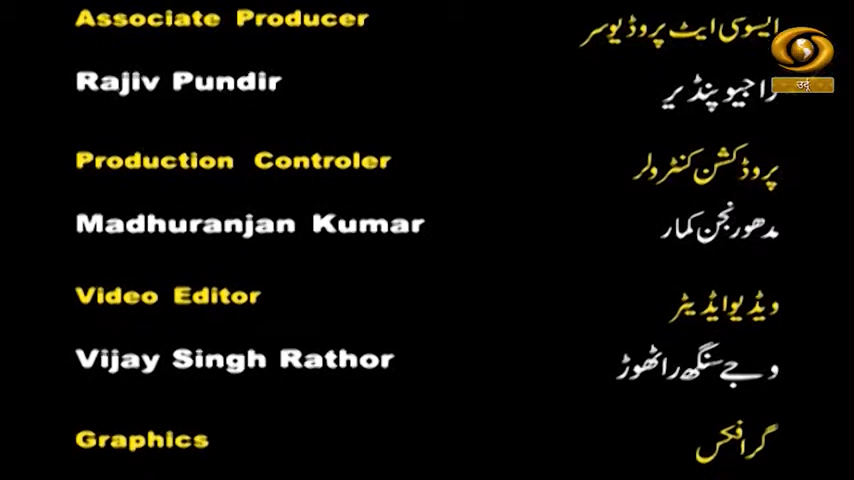 Associate Producer ایسوسی ایٹ پروڈیوسر
Rajiv Pundir راجیو پنڈیر
उर्दू
Production Controler پروڈکشن کنٹرولر
Madhuranjan Kumar مدھورنجن کمار
Video Editor ویڈیو ایڈیٹر
Vijay Singh Rathor وجے سنگھ راٹھوڑ
Graphics گرافکس